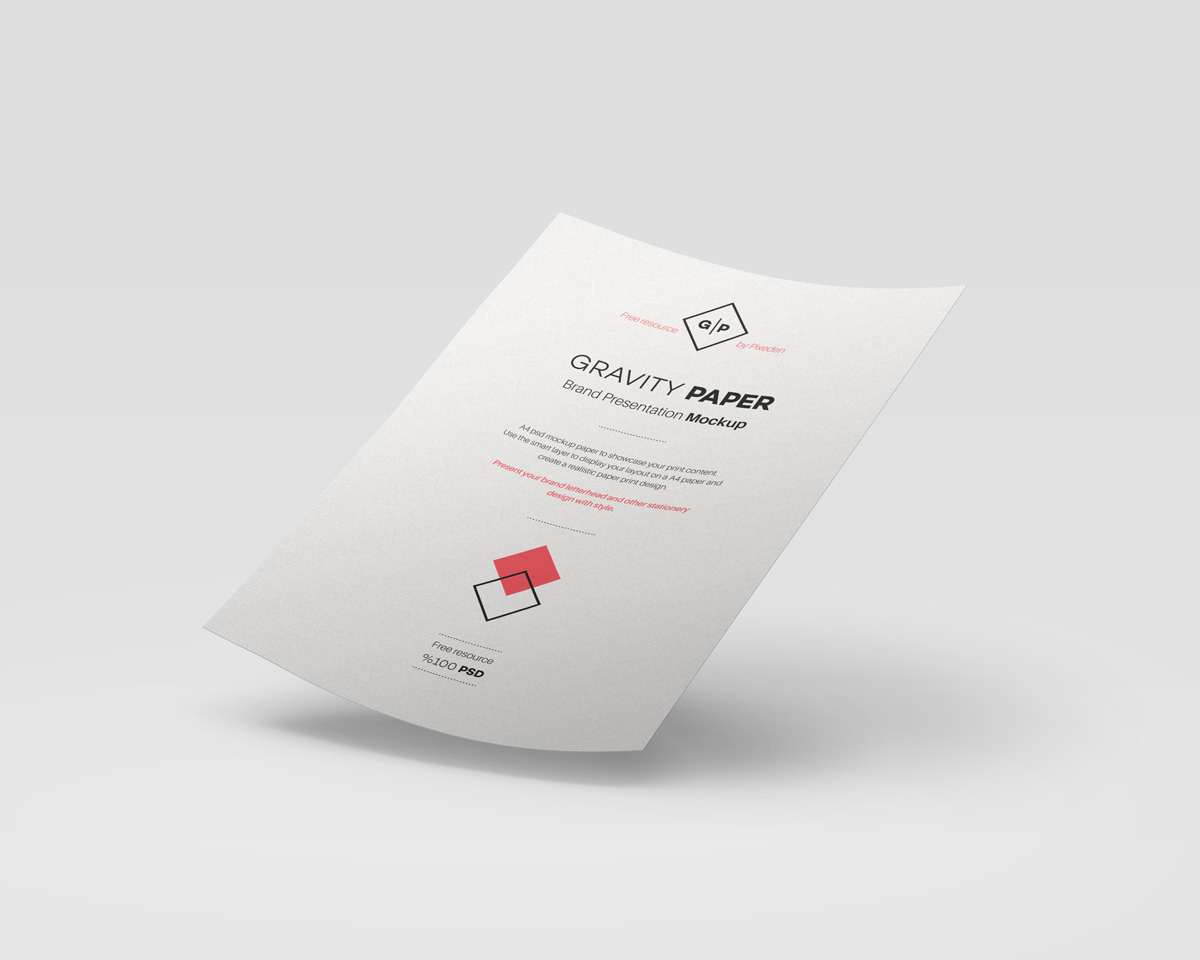 Free resource
G/P
by Pixeden
GRAVITY PAPER
Brand Presentation Mockup
A4 psd mockup paper to showcase your print content.
Use the smart layer to display your layout on a A4 paper and
create a realistic paper print design.
Present your brand letterhead and other stationery
design with style.
Free resource
%100 PSD